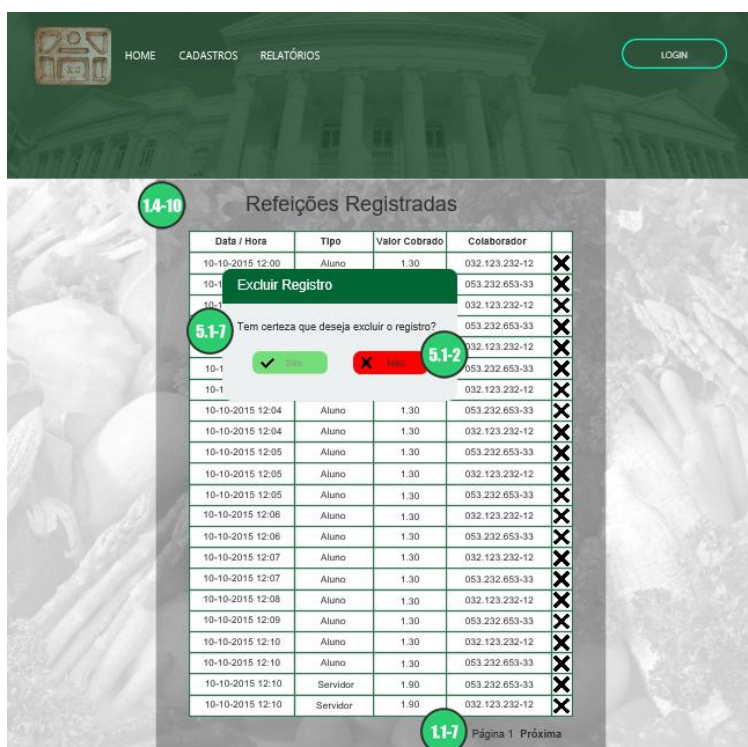 HOME CADASTROS RELATÓRIOS LOGIN
1.4-10 Refeições Registradas
Data / Hora Tipo Valor Cobrado Colaborador
10-10-2015 12:00 Aluno 1.30 032.123.232-12
10-1 053.232.653-33
10-1 032.123.232-12
053.232.653-33
032.123.232-12
10-1 053.232.653-33
10-1 032.123.232-12
Excluir Registro
5.1-7 Tem certeza que deseja excluir o registro?
Sim Não 5.1-2
10-10-2015 12:04 Aluno 1.30 053.232.653-33
10-10-2015 12:04 Aluno 1.30 032.123.232-12
10-10-2015 12:05 Aluno 1.30 053.232.653-33
10-10-2015 12:05 Aluno 1.30 032.123.232-12
10-10-2015 12:05 Aluno 1.30 053.232.653-33
10-10-2015 12:06 Aluno 1.30 032.123.232-12
10-10-2015 12:06 Aluno 1.30 053.232.653-33
10-10-2015 12:07 Aluno 1.30 032.123.232-12
10-10-2015 12:07 Aluno 1.30 053.232.653-33
10-10-2015 12:08 Aluno 1.30 032.123.232-12
10-10-2015 12:09 Aluno 1.30 053.232.653-33
10-10-2015 12:10 Aluno 1.30 032.123.232-12
10-10-2015 12:10 Aluno 1.30 053.232.653-33
10-10-2015 12:10 Servidor 1.90 053.232.653-33
10-10-2015 12:10 Servidor 1.90 032.123.232-12
1.1-7 Página 1 Próxima